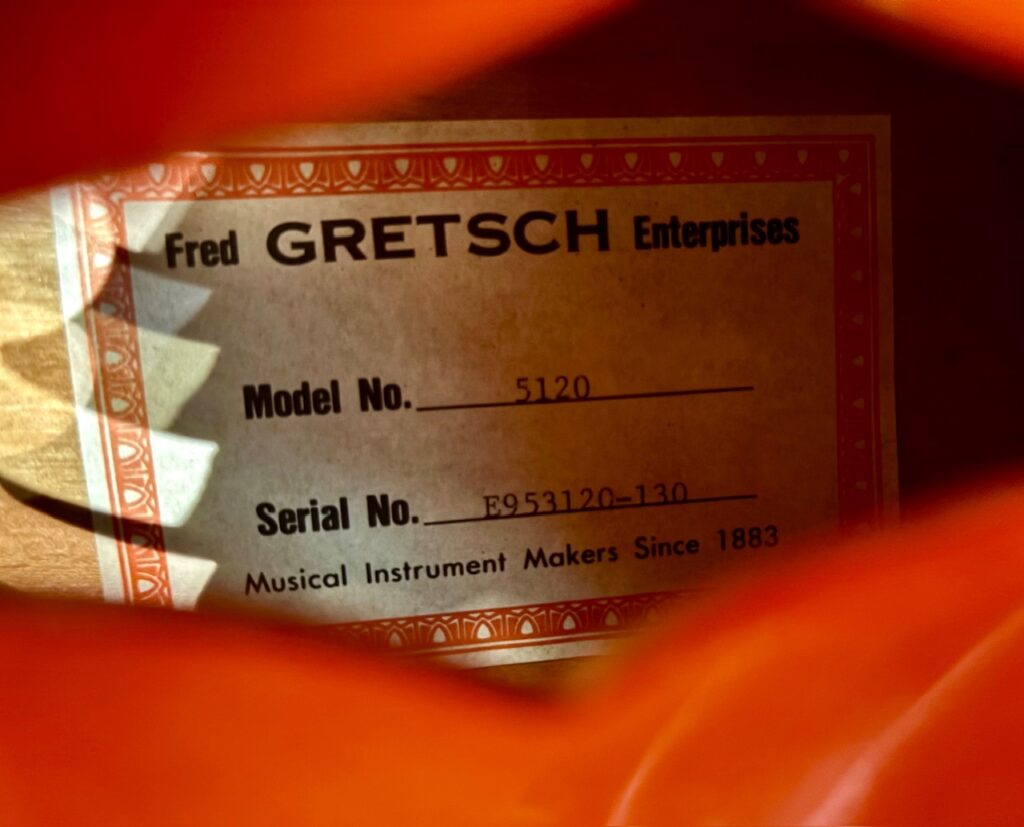 Fred GRETSCH Enterprises
Model No. 5120
Serial No. E953120-130
Musical Instrument Makers Since 1883